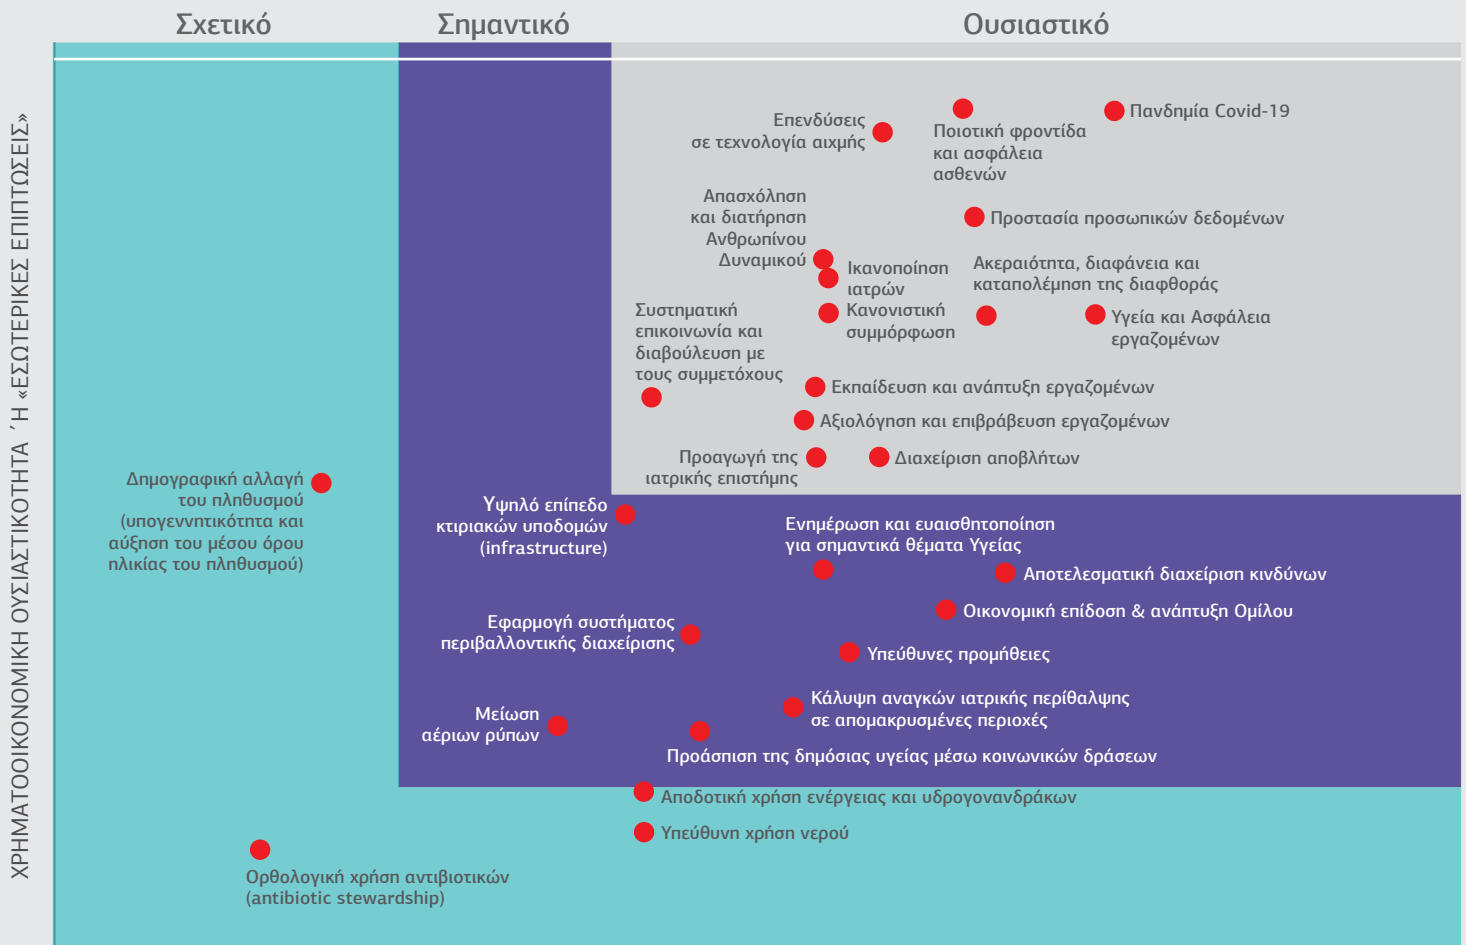 Σχετικό
Σημαντικό
Ουσιαστικό
ΧΡΗΜΑΤΟΟΙΚΟΝΟΜΙΚΗ ΟΥΣΙΑΣΤΙΚΟΤΗΤΑ ΄Η «ΕΣΩΤΕΡΙΚΕΣ ΕΠΙΠΤΩΣΕΙΣ»
Επενδύσεις
σε τεχνολογία αιχμής
Ποιοτική φροντίδα
και ασφάλεια
ασθενών
Πανδημία Covid-19
Απασχόληση
και διατήρηση
Ανθρωπίνου
Δυναμικού
Προστασία προσωπικών δεδομένων
Ικανοποίηση
ιατρών
Ακεραιότητα, διαφάνεια και
καταπολέμηση της διαφθοράς
Συστηματική
επικοινωνία και
διαβούλευση με
τους συμμετόχους
Κανονιστική
συμμόρφωση
Υγεία και Ασφάλεια
εργαζομένων
Εκπαίδευση και ανάπτυξη εργαζομένων
Αξιολόγηση και επιβράβευση εργαζομένων
Προαγωγή της
ιατρικής επιστήμης
Διαχείριση αποβλήτων
Δημογραφική αλλαγή
του πληθυσμού
(υπογεννητικότητα και
αύξηση του μέσου όρου
ηλικίας του πληθυσμού)
Υψηλό επίπεδο
κτιριακών υποδομών
(infrastructure)
Ενημέρωση και ευαισθητοποίηση
για σημαντικά θέματα Υγείας
Αποτελεσματική διαχείριση κινδύνων
Οικονομική επίδοση & ανάπτυξη Ομίλου
Εφαρμογή συστήματος
περιβαλλοντικής διαχείρισης
Υπεύθυνες προμήθειες
Κάλυψη αναγκών ιατρικής περίθαλψης
σε απομακρυσμένες περιοχές
Μείωση
αέριων ρύπων
Προάσπιση της δημόσιας υγείας μέσω κοινωνικών δράσεων
Αποδοτική χρήση ενέργειας και υδρογονανδράκων
Υπεύθυνη χρήση νερού
Ορθολογική χρήση αντιβιοτικών
(antibiotic stewardship)